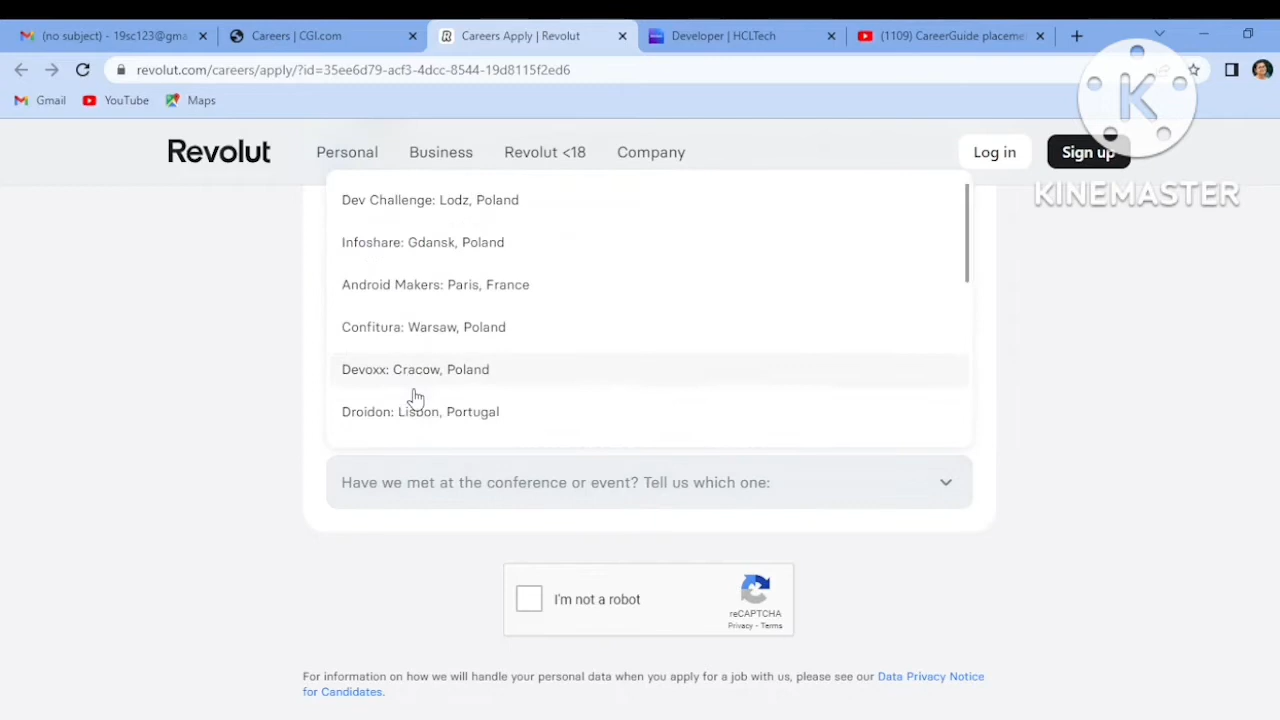 (no subject) - 19sc123@gma
Careers | CGI.com
Careers Apply | Revolut
Developer | HCLTech
(1109) CareerGuide placeme
revolut.com/careers/apply/?id=35ee6d79-acf3-4dcc-8544-19d8115f2ed6
Gmail
YouTube
Maps
K
KINEMASTER
Revolut
Personal
Business
Revolut <18
Company
Log in
Sign up
Dev Challenge: Lodz, Poland
Infoshare: Gdansk, Poland
Android Makers: Paris, France
Confitura: Warsaw, Poland
Devoxx: Cracow, Poland
Droidon: Lisbon, Portugal
Have we met at the conference or event? Tell us which one:
I'm not a robot
reCAPTCHA
Privacy - Terms
For information on how we will handle your personal data when you apply for a job with us, please see our Data Privacy Notice
for Candidates.